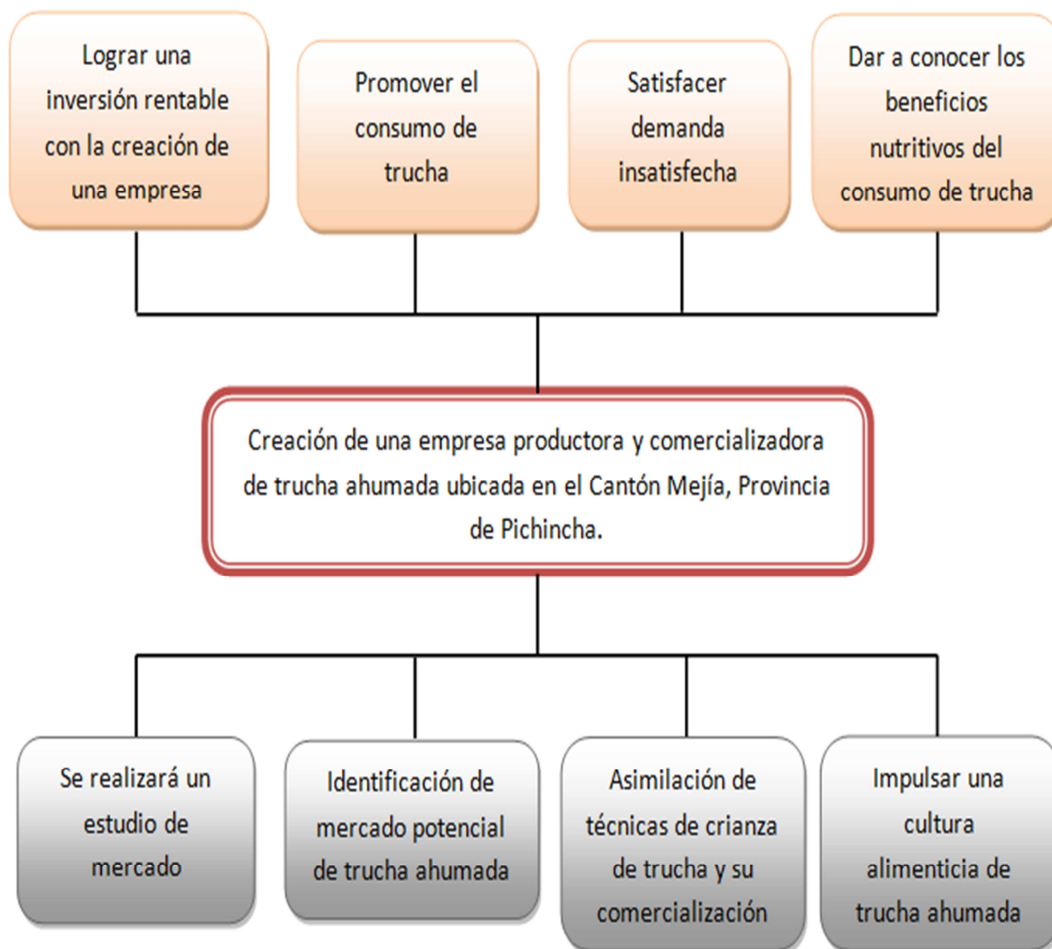 Lograr una
inversión rentable
con la creación de
una empresa
Promover el
consumo de
trucha
Satisfacer
demanda
insatisfecha
Dar a conocer los
beneficios
nutritivos del
consumo de trucha
Creación de una empresa productora y comercializadora
de trucha ahumada ubicada en el Cantón Mejía, Provincia
de Pichincha.
Se realizará un
estudio de
mercado
Identificación de
mercado potencial
de trucha ahumada
Asimilación de
técnicas de crianza
de trucha y su
comercialización
Impulsar una
cultura
alimenticia de
trucha ahumada